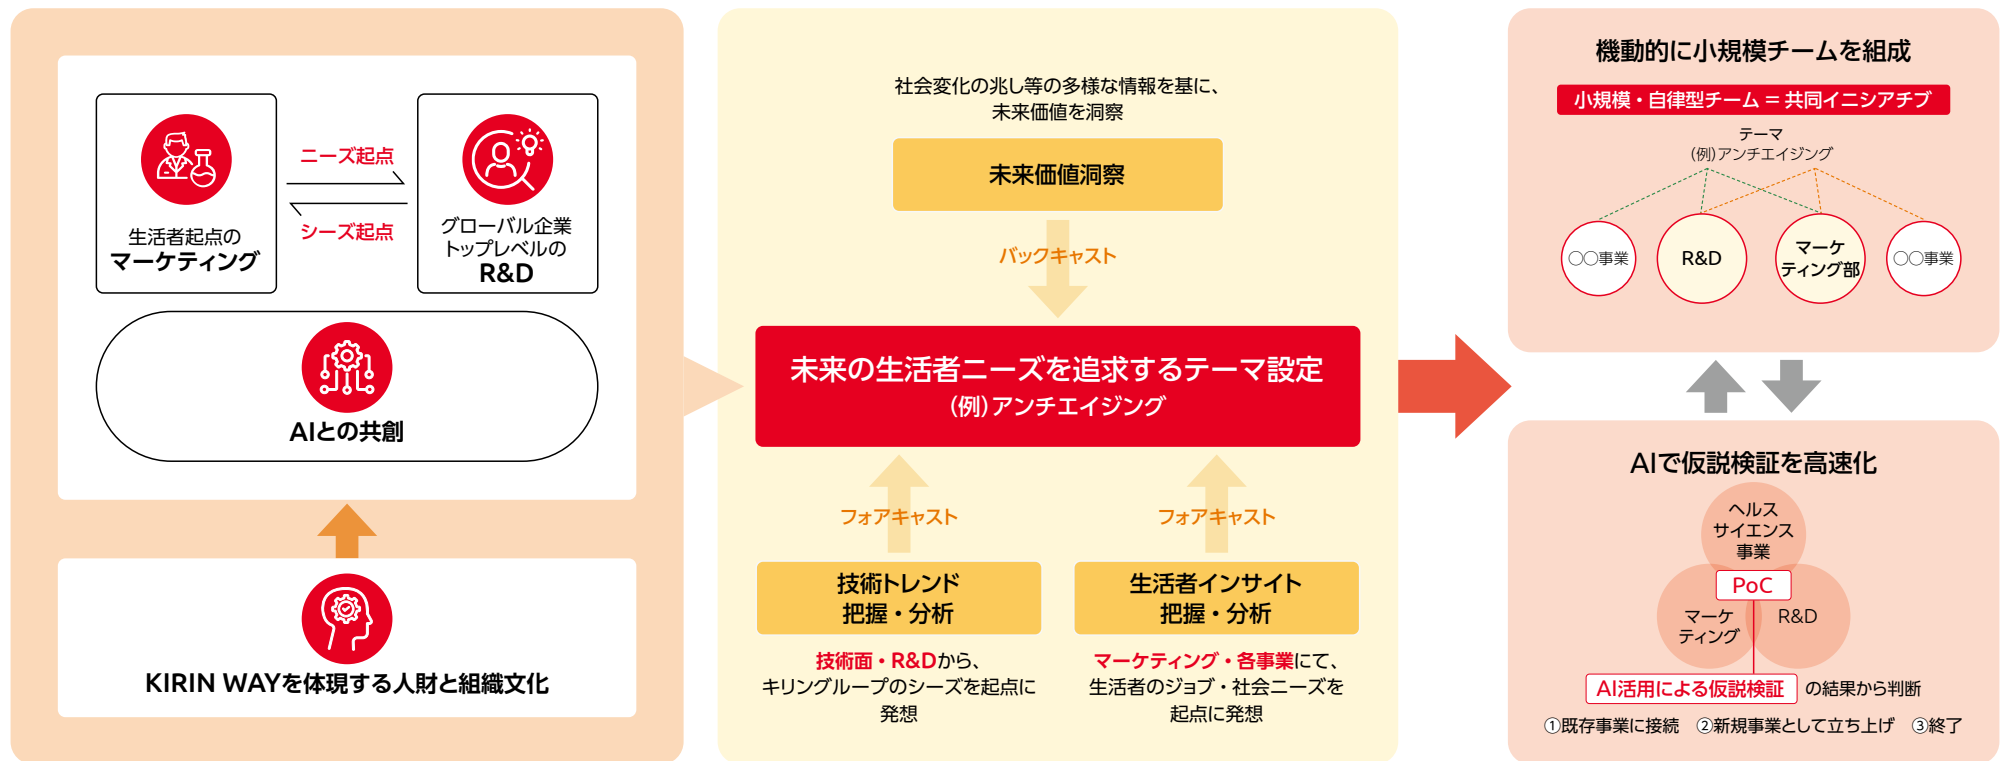 ニーズ起点
シーズ起点
生活者起点の
マーケティング
グローバル企業
トップレベルの
R&D
AIとの共創
KIRIN WAYを体現する人財と組織文化
社会変化の兆し等の多様な情報を基に、
未来価値を洞察
未来価値洞察
バックキャスト
未来の生活者ニーズを追求するテーマ設定
(例)アンチエイジング
フォアキャスト
フォアキャスト
技術トレンド
把握・分析
技術面・R&Dから、
キリングループのシーズを起点に
発想
生活者インサイト
把握・分析
マーケティング・各事業にて、
生活者のジョブ・社会ニーズを
起点に発想
機動的に小規模チームを組成
小規模・自律型チーム = 共同イニシアチブ
テーマ
(例)アンチエイジング
〇〇事業
R&D
マーケ
ティング部
〇〇事業
AIで仮説検証を高速化
ヘルス
サイエンス
事業
PoC
マーケ
ティング
R&D
AI活用による仮説検証 の結果から判断
①既存事業に接続 ②新規事業として立ち上げ ③終了